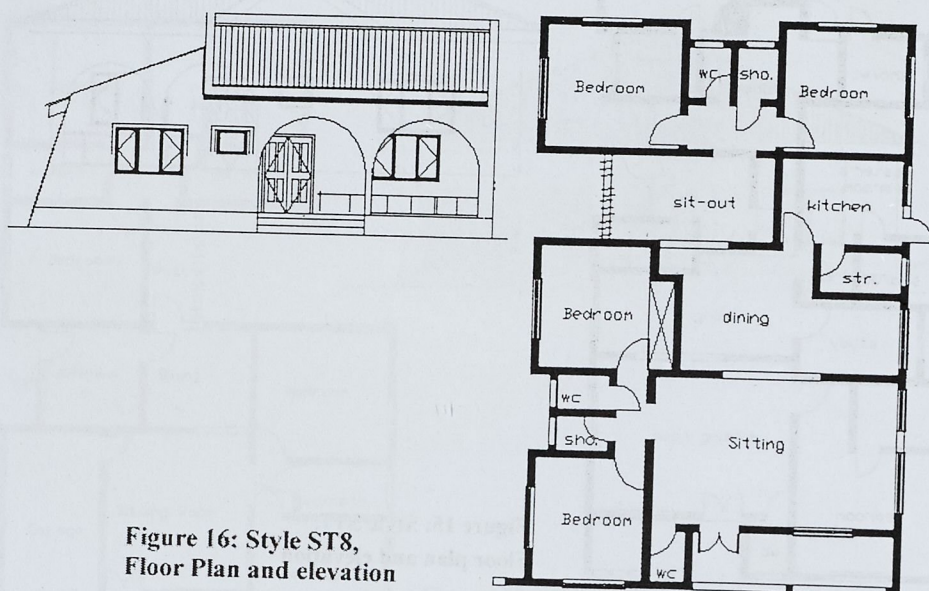 Bedroom
wc
sho.
Bedroom
sit-out
kitchen
str.
Bedroom
dining
wc
sho.
Sitting
Bedroom
wc
Figure 16: Style ST8,
Floor Plan and elevation